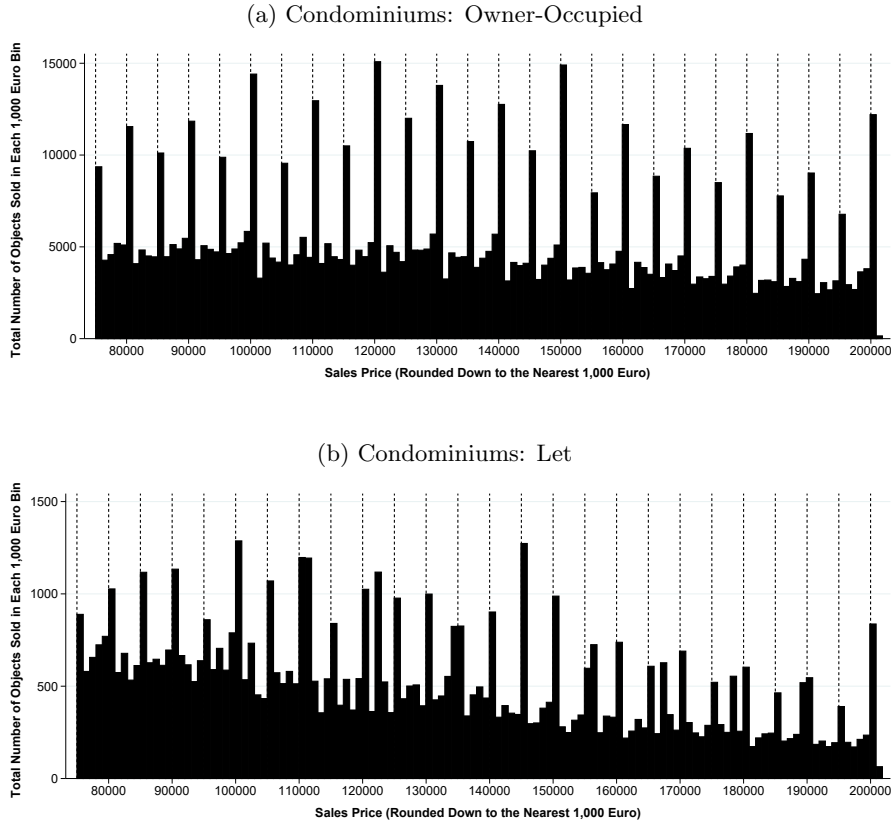 (a) Condominiums: Owner-Occupied
Total Number of Objects Sold in Each 1,000 Euro Bin
15000
10000
5000
0
80000 90000 100000 110000 120000 130000 140000 150000 160000 170000 180000 190000 200000
Sales Price (Rounded Down to the Nearest 1,000 Euro)
(b) Condominiums: Let
Total Number of Objects Sold in Each 1,000 Euro Bin
1500
1000
500
0
80000 90000 100000 110000 120000 130000 140000 150000 160000 170000 180000 190000 200000
Sales Price (Rounded Down to the Nearest 1,000 Euro)